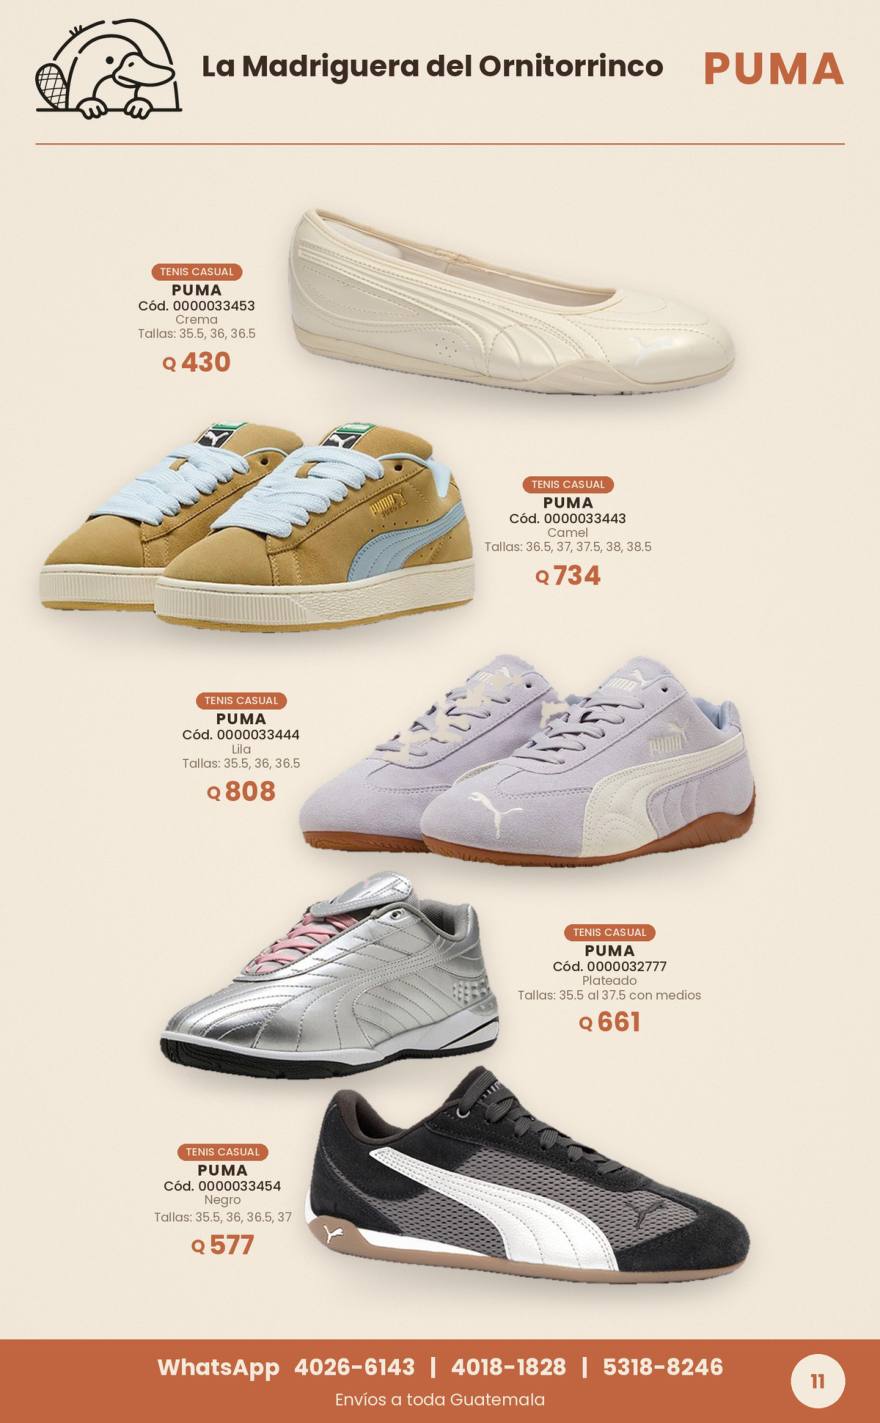 La Madriguera del Ornitorrinco
PUMA
TENIS CASUAL
PUMA
Cód. 0000033453
Crema
Tallas: 35.5, 36, 36.5
Q 430
TENIS CASUAL
PUMA
Cód. 0000033443
Camel
Tallas: 36.5, 37, 37.5, 38, 38.5
Q 734
TENIS CASUAL
PUMA
Cód. 0000033444
Lila
Tallas: 35.5, 36, 36.5
Q 808
TENIS CASUAL
PUMA
Cód. 0000032777
Plateado
Tallas: 35.5 al 37.5 con medios
Q 661
TENIS CASUAL
PUMA
Cód. 0000033454
Negro
Tallas: 35.5, 36, 36.5, 37
Q 577
WhatsApp 4026-6143 | 4018-1828 | 5318-8246
Envíos a toda Guatemala
11